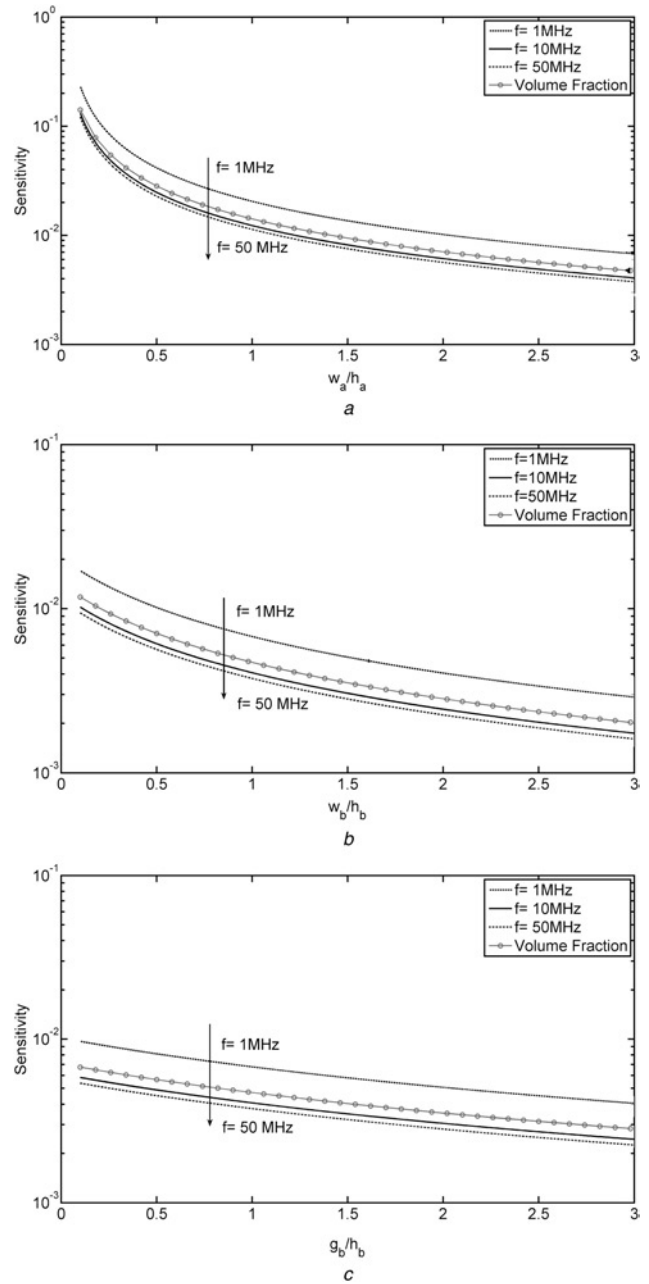 10^0
10^-1
10^-2
10^-3
Sensitivity
f= 1MHz
f= 10MHz
f= 50MHz
Volume Fraction
f= 1MHz
f= 50 MHz
0 0.5 1 1.5 2 2.5 3
w_a/h_a
a
10^-1
10^-2
10^-3
Sensitivity
f=1MHz
f=10MHz
f=50MHz
Volume Fraction
f= 1MHz
f= 50 MHz
0 0.5 1 1.5 2 2.5 3
w_b/h_b
b
10^-1
10^-2
10^-3
Sensitivity
f= 1MHz
f= 10MHz
f= 50MHz
Volume Fraction
f= 1MHz
f= 50 MHz
0 0.5 1 1.5 2 2.5 3
g_b/h_b
c